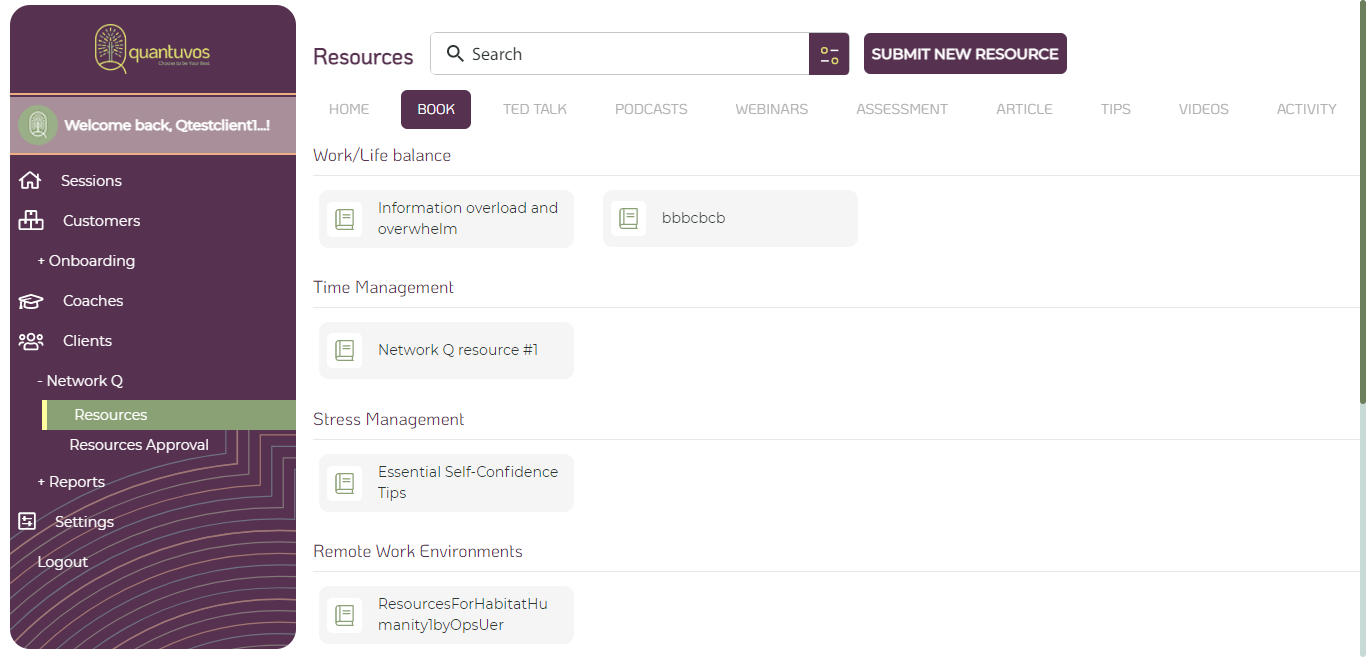 quantuvos
Choose to be Your Best
Welcome back, Qtestclient1...!
Sessions
Customers
+ Onboarding
Coaches
Clients
- Network Q
Resources
Resources Approval
+ Reports
Settings
Logout
Resources
Search
SUBMIT NEW RESOURCE
HOME BOOK TED TALK PODCASTS WEBINARS ASSESSMENT ARTICLE TIPS VIDEOS ACTIVITY
Work/Life balance
Information overload and
overwhelm
bbbcbcb
Time Management
Network Q resource #1
Stress Management
Essential Self-Confidence
Tips
Remote Work Environments
ResourcesForHabitatHu
manity1byOpsUer